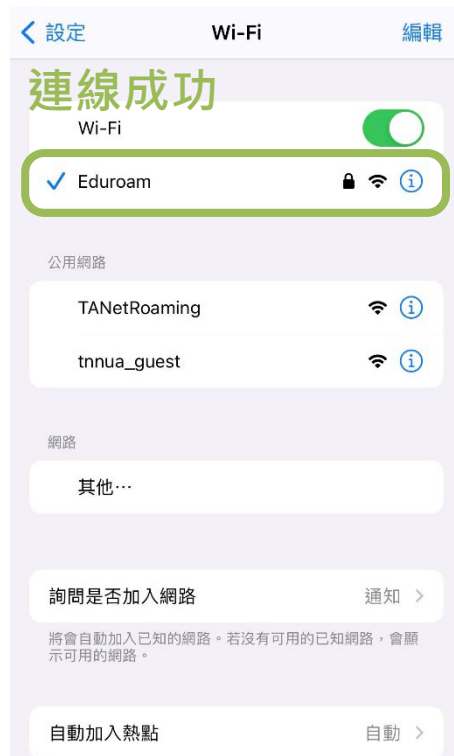 設定 Wi-Fi 編輯
連線成功
Wi-Fi
Eduroam
公用網路
TANetRoaming
tnnua_guest
網路
其他…
詢問是否加入網路 通知
將會自動加入已知的網路。若沒有可用的已知網路，會顯
示可用的網路。
自動加入熱點 自動